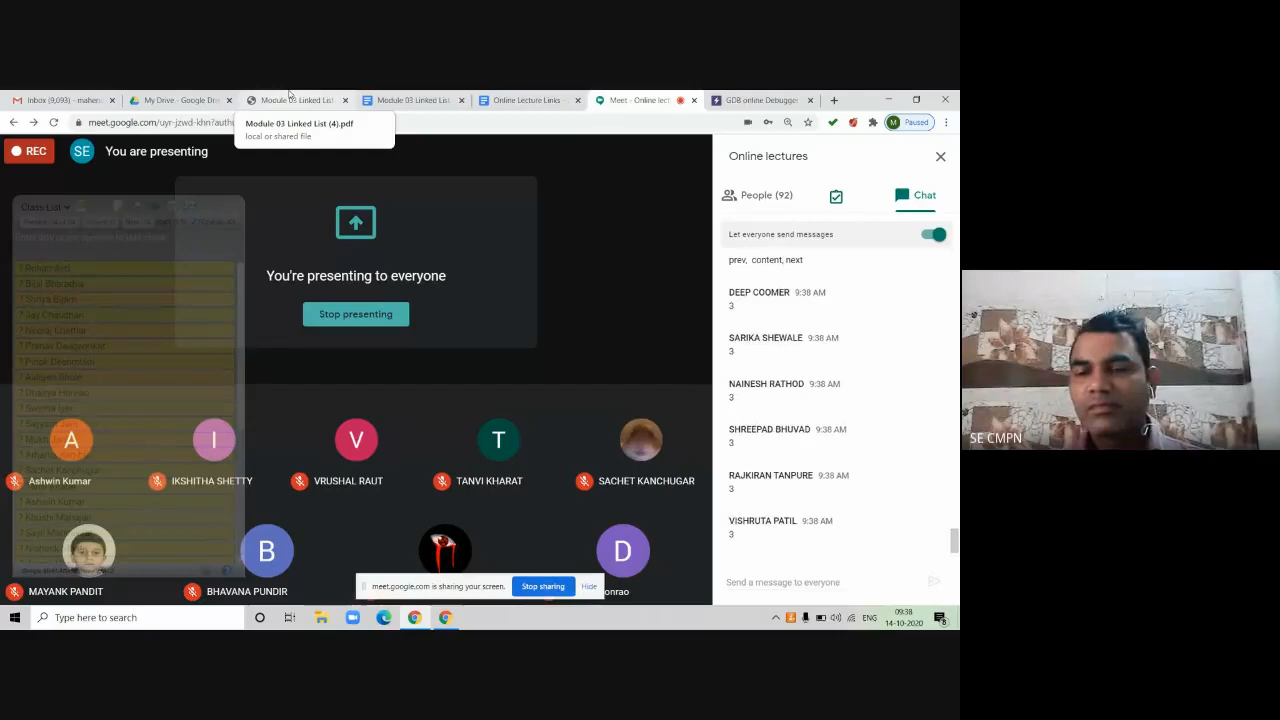 Inbox (9,093) - mahen
My Drive - Google Dri
Module 03 Linked List
Module 03 Linked List
Online Lecture Links -
Meet - Online lect
GDB online Debugger
meet.google.com/uyr-jzwd-khn?authu
Paused
Module 03 Linked List (4).pdf
local or shared file
REC
SE
You are presenting
Online lectures
People (92)
Chat
Let everyone send messages
Class List
You're presenting to everyone
Stop presenting
prev, content, next
DEEP COOMER 9:38 AM
3
SARIKA SHEWALE 9:38 AM
3
NAINESH RATHOD 9:38 AM
3
SHREEPAD BHUVAD 9:38 AM
3
RAJKIRAN TANPURE 9:38 AM
3
VISHRUTA PATIL 9:38 AM
3
Send a message to everyone
A
I
V
T
Ashwin Kumar
IKSHITHA SHETTY
VRUSHAL RAUT
TANVI KHARAT
SACHET KANCHUGAR
B
D
MAYANK PANDIT
BHAVANA PUNDIR
onrao
meet.google.com is sharing your screen.
Stop sharing
Hide
Type here to search
ENG
09:38
14-10-2020
SE CMPN